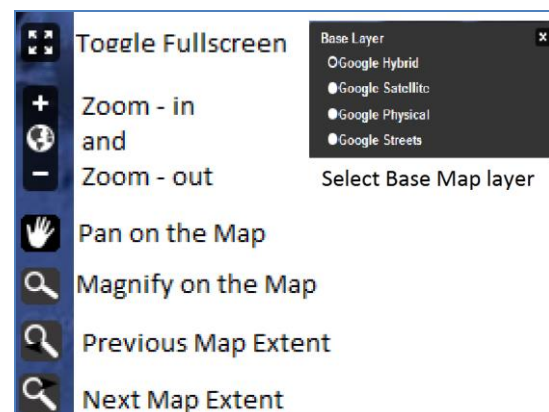 Toggle Fullscreen
Zoom - in
and
Zoom - out
Pan on the Map
Magnify on the Map
Previous Map Extent
Next Map Extent
Base Layer x
Google Hybrid
Google Satellite
Google Physical
Google Streets
Select Base Map layer